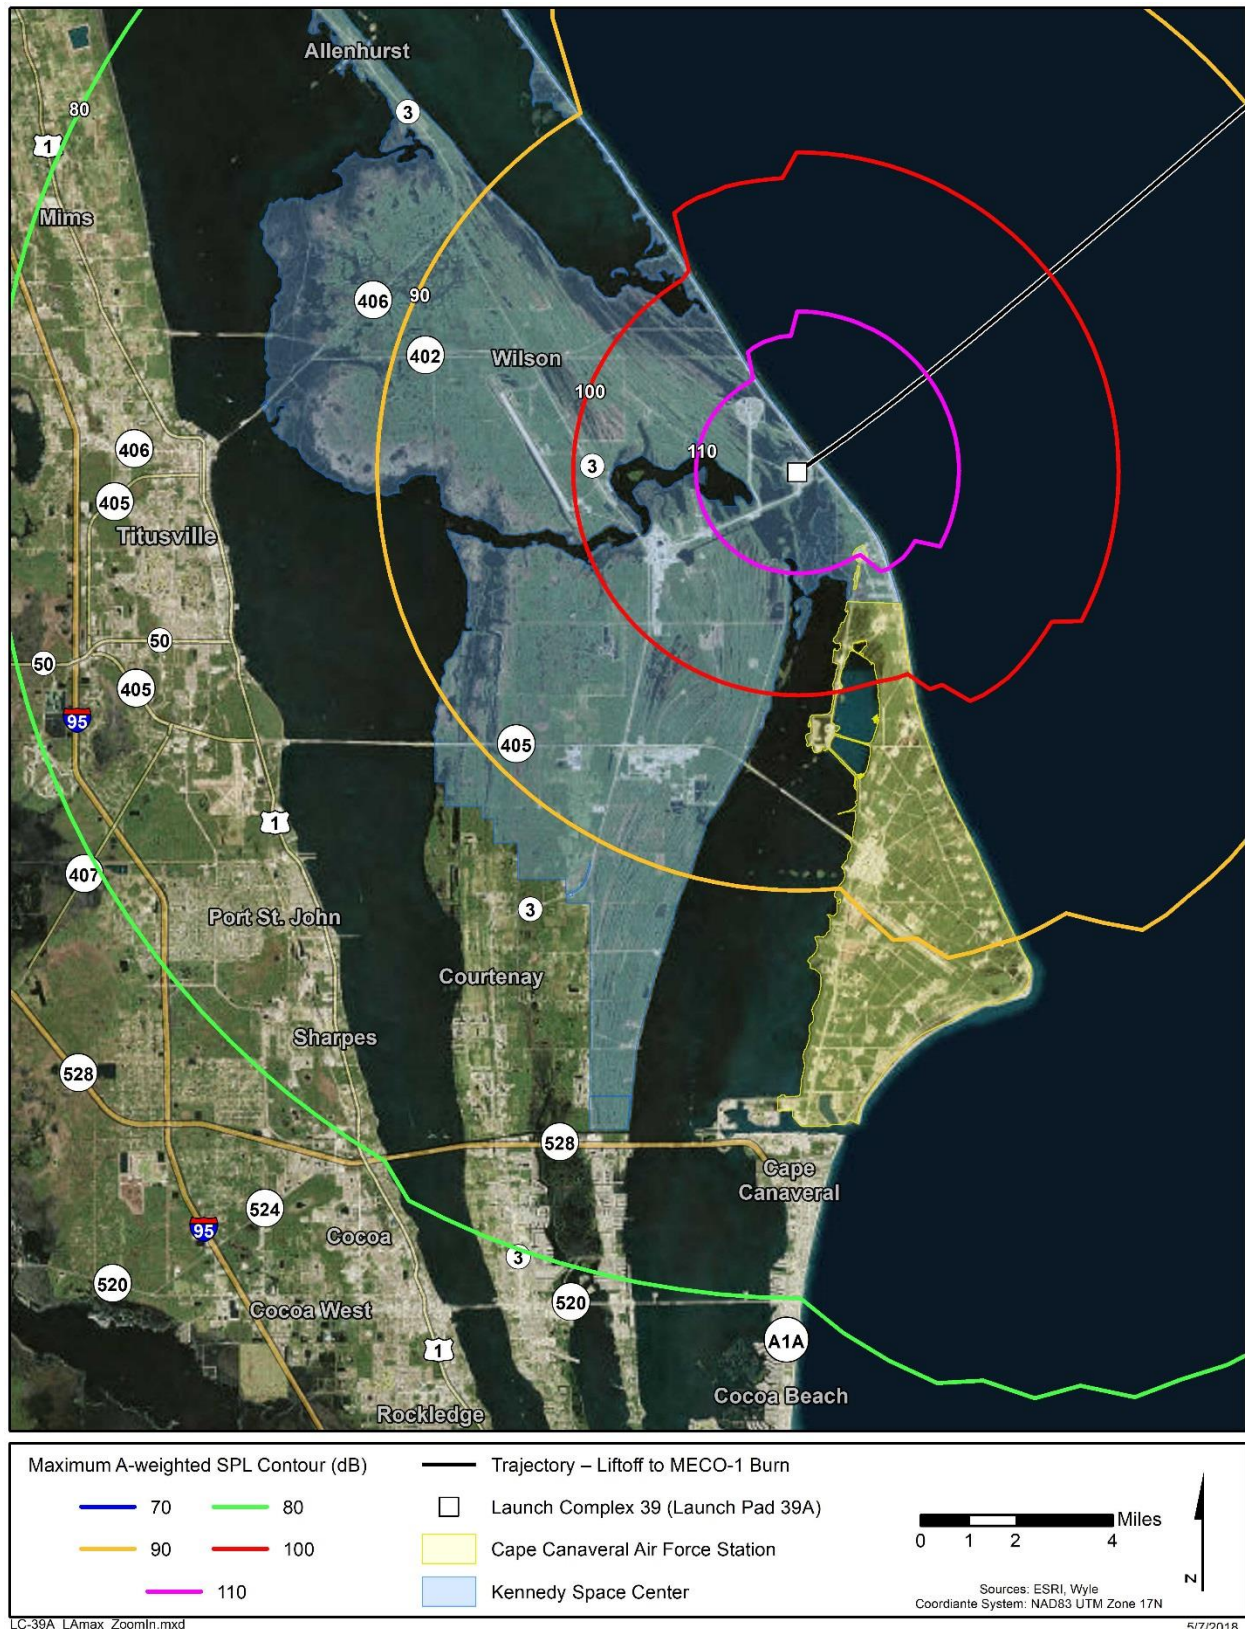 Allenhurst
3
80
1
Mims
406
90
402
Wilson
100
110
3
406
405
Titusville
50
50
405
95
405
1
407
3
Port St. John
Courtenay
Sharpes
528
528
Cape
Canaveral
524
95
Cocoa
3
520
520
Cocoa West
A1A
1
Cocoa Beach
Rockledge
Maximum A-weighted SPL Contour (dB)
70
80
90
100
110
Trajectory – Liftoff to MECO-1 Burn
Launch Complex 39 (Launch Pad 39A)
Cape Canaveral Air Force Station
Kennedy Space Center
Miles
0 1 2 4
N
Sources: ESRI, Wyle
Coordiante System: NAD83 UTM Zone 17N
LC-39A_LAmax_ZoomIn.mxd
5/7/2018